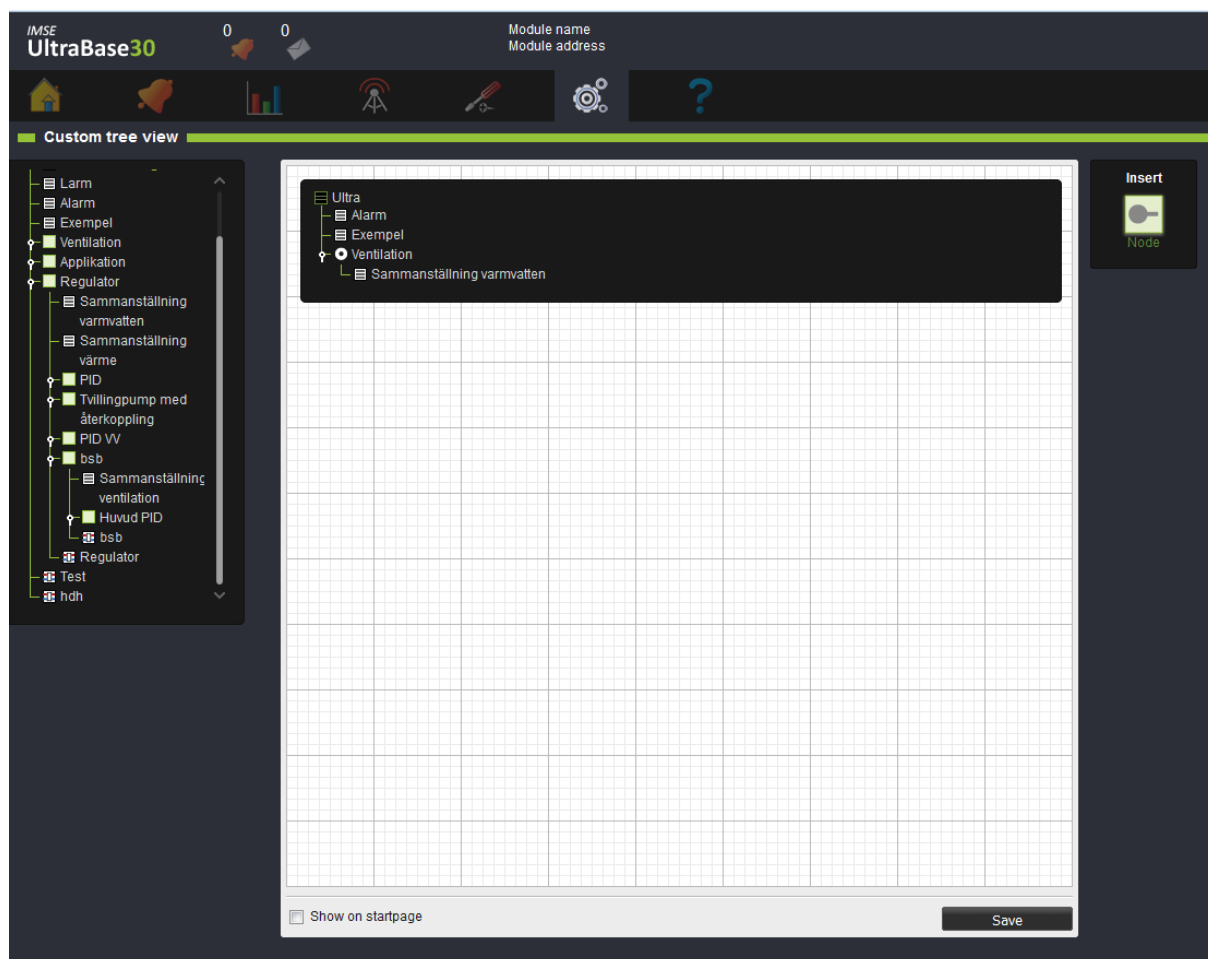 IMSE
UltraBase30
0
0
Module name
Module address
?
Custom tree view
Larm
Alarm
Exempel
Ventilation
Applikation
Regulator
Sammanställning
varmvatten
Sammanställning
värme
PID
Tvillingpump med
återkoppling
PID VV
bsb
Sammanställning
ventilation
Huvud PID
bsb
Regulator
Test
hdh
Ultra
Alarm
Exempel
Ventilation
Sammanställning varmvatten
Insert
Node
Show on startpage
Save